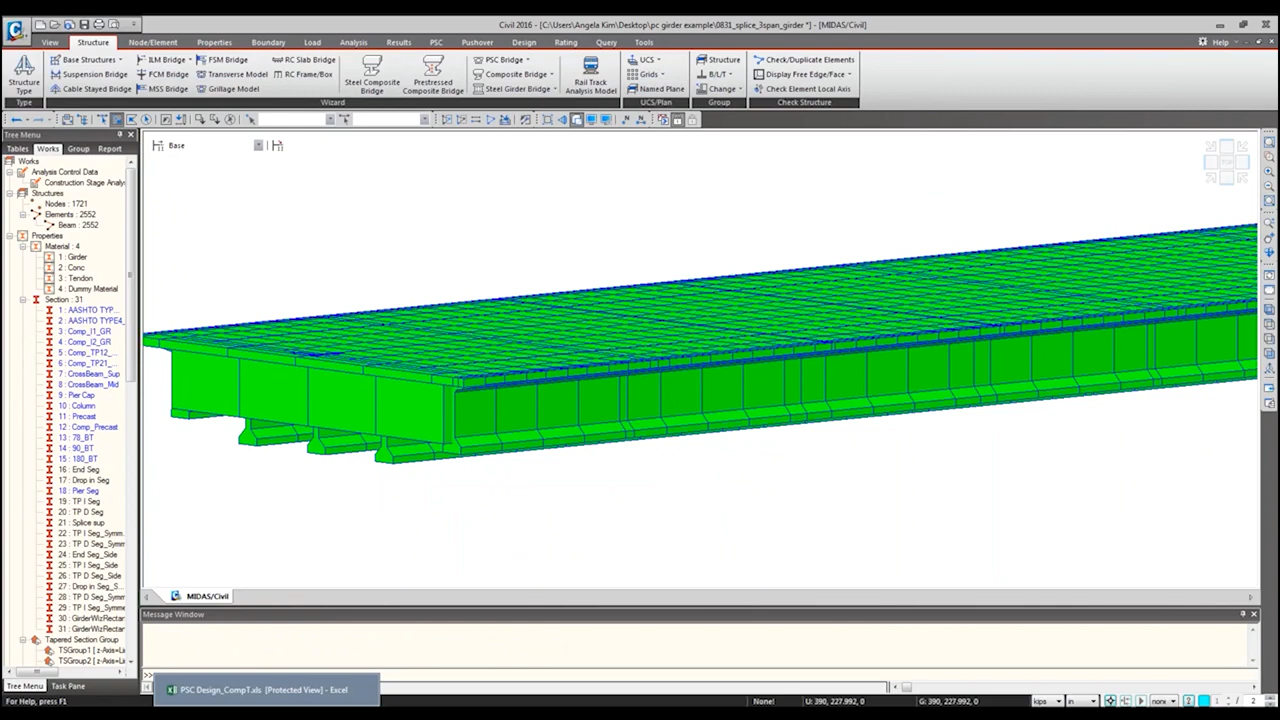 Civil 2016 - [C:\Users\Angela Kim\Desktop\pc girder example\0831_splice_3span_girder *] - [MIDAS/Civil]
View Structure Node/Element Properties Boundary Load Analysis Results PSC Pushover Design Rating Query Tools Help
Structure Type
Base Structures
Suspension Bridge
Cable Stayed Bridge
ILM Bridge
FCM Bridge
MSS Bridge
FSM Bridge
Transverse Model
Grillage Model
RC Slab Bridge
RC Frame/Box
Steel Composite Bridge
Prestressed Composite Bridge
PSC Bridge
Composite Bridge
Steel Girder Bridge
Rail Track Analysis Model
UCS
Grids
Named Plane
Structure
B/L/T
Change
Check/Duplicate Elements
Display Free Edge/Face
Check Element Local Axis
Type Wizard UCS/Plan Group Check Structure
Tree Menu
Tables Works Group Report
Base
TOP
Works
Analysis Control Data
Construction Stage Analy
Structures
Nodes : 1721
Elements : 2552
Beam : 2552
Properties
Material : 4
1 : Girder
2 : Conc
3 : Tendon
4 : Dummy Material
Section : 31
1 : AASHTO TYP...
2 : AASHTO TYPE4_
3 : Comp_I1_GR
4 : Comp_I2_GR
5 : Comp_TP12_...
6 : Comp_TP21_...
7 : CrossBeam_Sup
8 : CrossBeam_Mid
9 : Pier Cap
10 : Column
11 : Precast
12 : Comp_Precast
13 : 78_BT
14 : 90_BT
15 : 180_BT
16 : End Seg
17 : Drop in Seg
18 : Pier Seg
19 : TP I Seg
20 : TP D Seg
21 : Splice sup
22 : TP I Seg_Symm
23 : TP D Seg_Symm
24 : End Seg_Side
25 : TP I Seg_Side
26 : TP D Seg_Side
27 : Drop in Seg_S
28 : TP D Seg_Symm
29 : TP I Seg_Symme
30 : GirderWizRectan
31 : GirderWizRectan
Tapered Section Group
TSGroup1 [ z-Axis=Li
TSGroup2 [ z-Axis=Li
MIDAS/Civil
Message Window
>>
PSC Design_CompT.xls [Protected View] - Excel
Tree Menu Task Pane
For Help, press F1
None!
U: 390, 227.992, 0
G: 390, 227.992, 0
kips
in
none
1 / 2